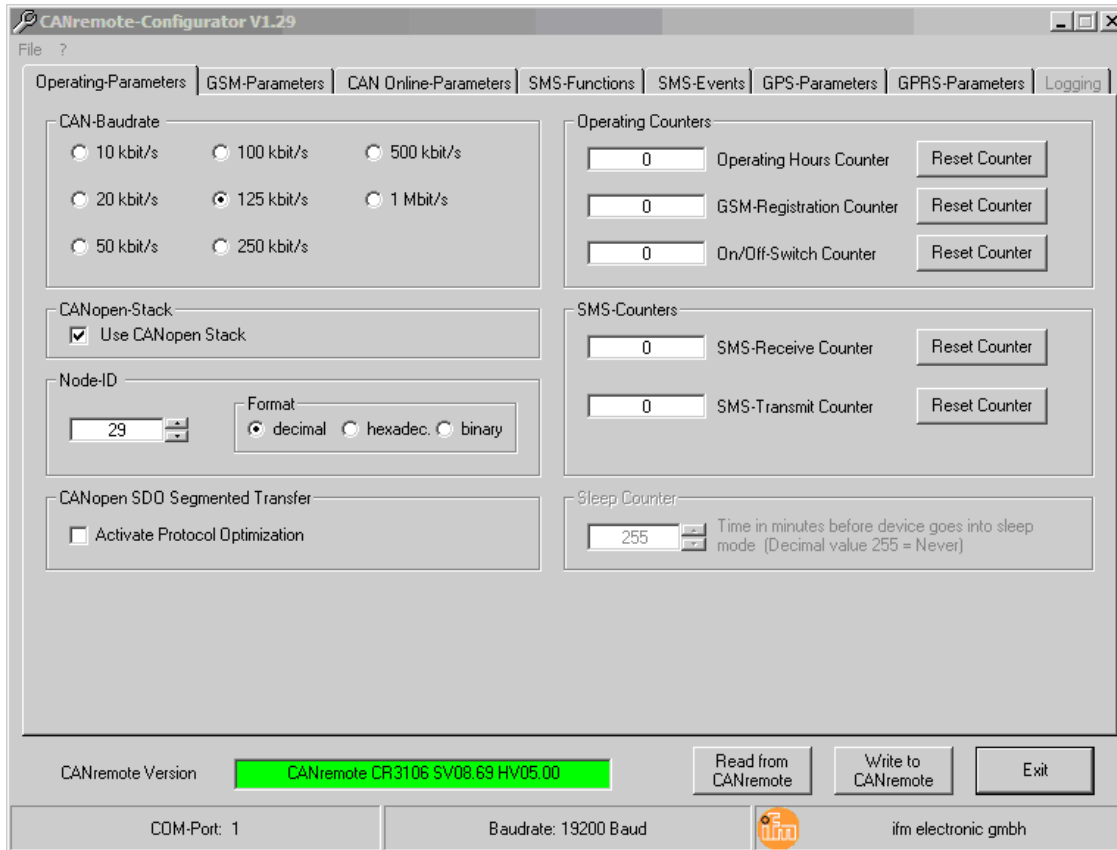 CANremote-Configurator V1.29
File ?
Operating-Parameters GSM-Parameters CAN Online-Parameters SMS-Functions SMS-Events GPS-Parameters GPRS-Parameters Logging
CAN-Baudrate
10 kbit/s 100 kbit/s 500 kbit/s
20 kbit/s 125 kbit/s 1 Mbit/s
50 kbit/s 250 kbit/s
CANopen-Stack
Use CANopen Stack
Node-ID
Format
29 decimal hexadec. binary
CANopen SDO Segmented Transfer
Activate Protocol Optimization
Operating Counters
0 Operating Hours Counter Reset Counter
0 GSM-Registration Counter Reset Counter
0 On/Off-Switch Counter Reset Counter
SMS-Counters
0 SMS-Receive Counter Reset Counter
0 SMS-Transmit Counter Reset Counter
Sleep Counter
255 Time in minutes before device goes into sleep
mode (Decimal value 255 = Never)
CANremote Version CANremote CR3106 SV08.69 HV05.00
Read from
CANremote
Write to
CANremote
Exit
COM-Port: 1 Baudrate: 19200 Baud ifm ifm electronic gmbh